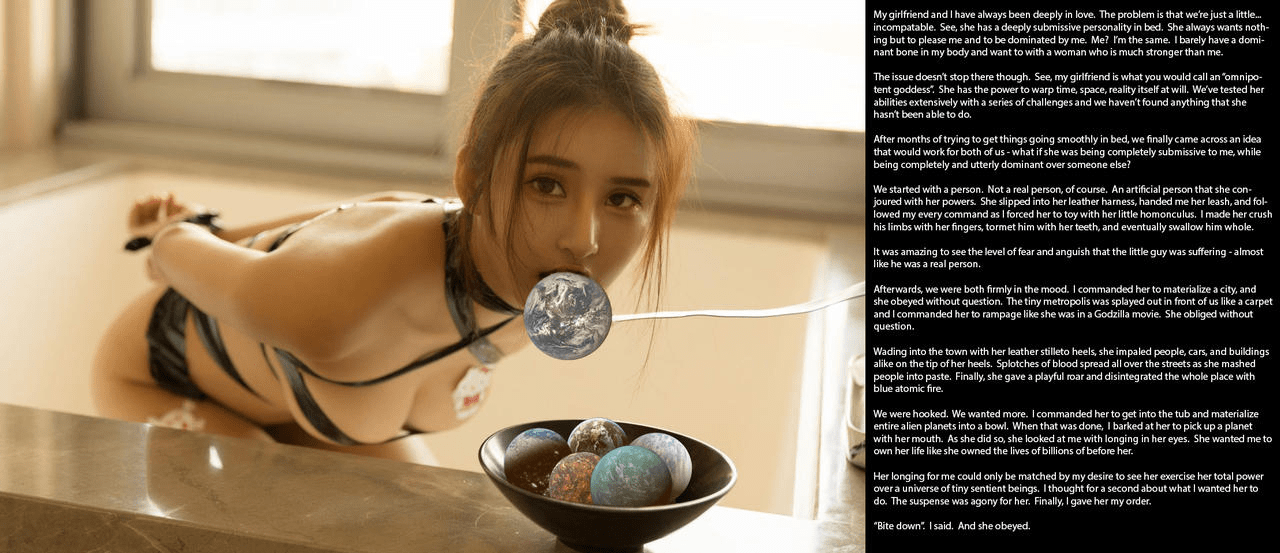 My girlfriend and I have always been deeply in love.  The problem is that we're just a little...
incompatable.  See, she has a deeply submissive personality in bed.  She always wants noth-
ing but to please me and to be dominated by me.  Me?  I'm the same.  I barely have a domi-
nant bone in my body and want to with a woman who is much stronger than me.
The issue doesn't stop there though.  See, my girlfriend is what you would call an "omnipo-
tent goddess".  She has the power to warp time, space, reality itself at will.  We've tested her
abilities extensively with a series of challenges and we haven't found anything that she
hasn't been able to do.
After months of trying to get things going smoothly in bed, we finally came across an idea
that would work for both of us - what if she was being completely submissive to me, while
being completely and utterly dominant over someone else?
We started with a person.  Not a real person, of course.  An artificial person that she con-
joured with her powers.  She slipped into her leather harness, handed me her leash, and fol-
lowed my every command as I forced her to toy with her little homonculus.  I made her crush
his limbs with her fingers, tormet him with her teeth, and eventually swallow him whole.
It was amazing to see the level of fear and anguish that the little guy was suffering - almost
like he was a real person.
Afterwards, we were both firmly in the mood.  I commanded her to materialize a city, and
she obeyed without question.  The tiny metropolis was splayed out in front of us like a carpet
and I commanded her to rampage like she was in a Godzilla movie.  She obliged without
question.
Wading into the town with her leather stilleto heels, she impaled people, cars, and buildings
alike on the tip of her heels.  Splotches of blood spread all over the streets as she mashed
people into paste.  Finally, she gave a playful roar and disintegrated the whole place with
blue atomic fire.
We were hooked.  We wanted more.  I commanded her to get into the tub and materialize
entire alien planets into a bowl.  When that was done,  I barked at her to pick up a planet
with her mouth.  As she did so, she looked at me with longing in her eyes.  She wanted me to
own her life like she owned the lives of billions of before her.
Her longing for me could only be matched by my desire to see her exercise her total power
over a universe of tiny sentient beings.  I thought for a second about what I wanted her to
do.  The suspense was agony for her.  Finally, I gave her my order.
"Bite down".  I said.  And she obeyed.